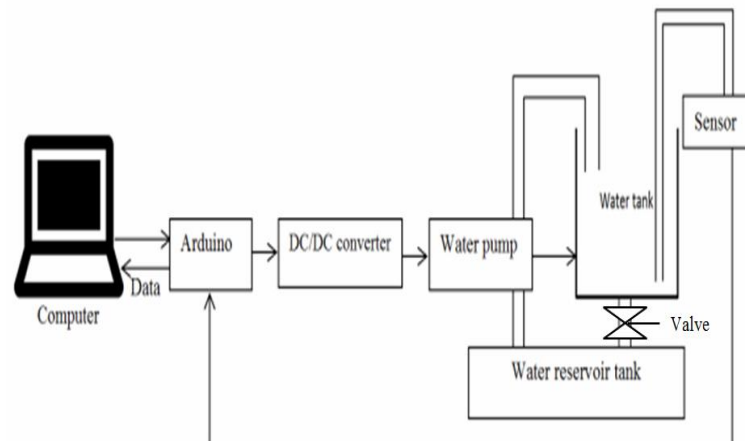 Sensor
Water tank
Arduino
DC/DC converter
Water pump
Data
Computer
Valve
Water reservoir tank